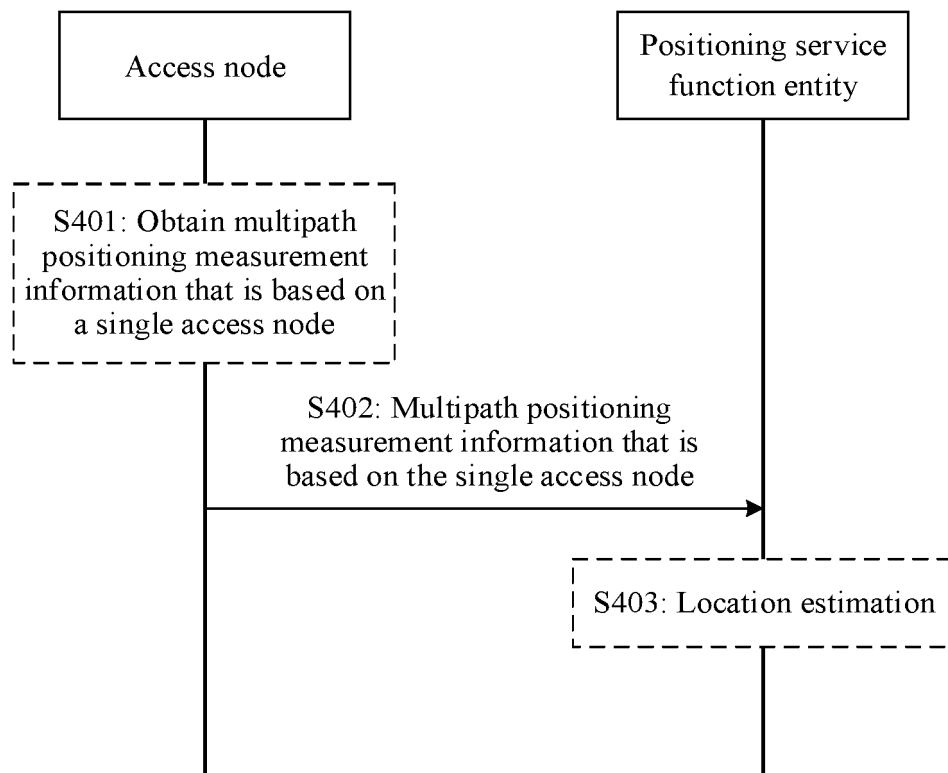 Access node
Positioning service
function entity
S401: Obtain multipath
positioning measurement
information that is based on
a single access node
S402: Multipath positioning
measurement information that is
based on the single access node
S403: Location estimation